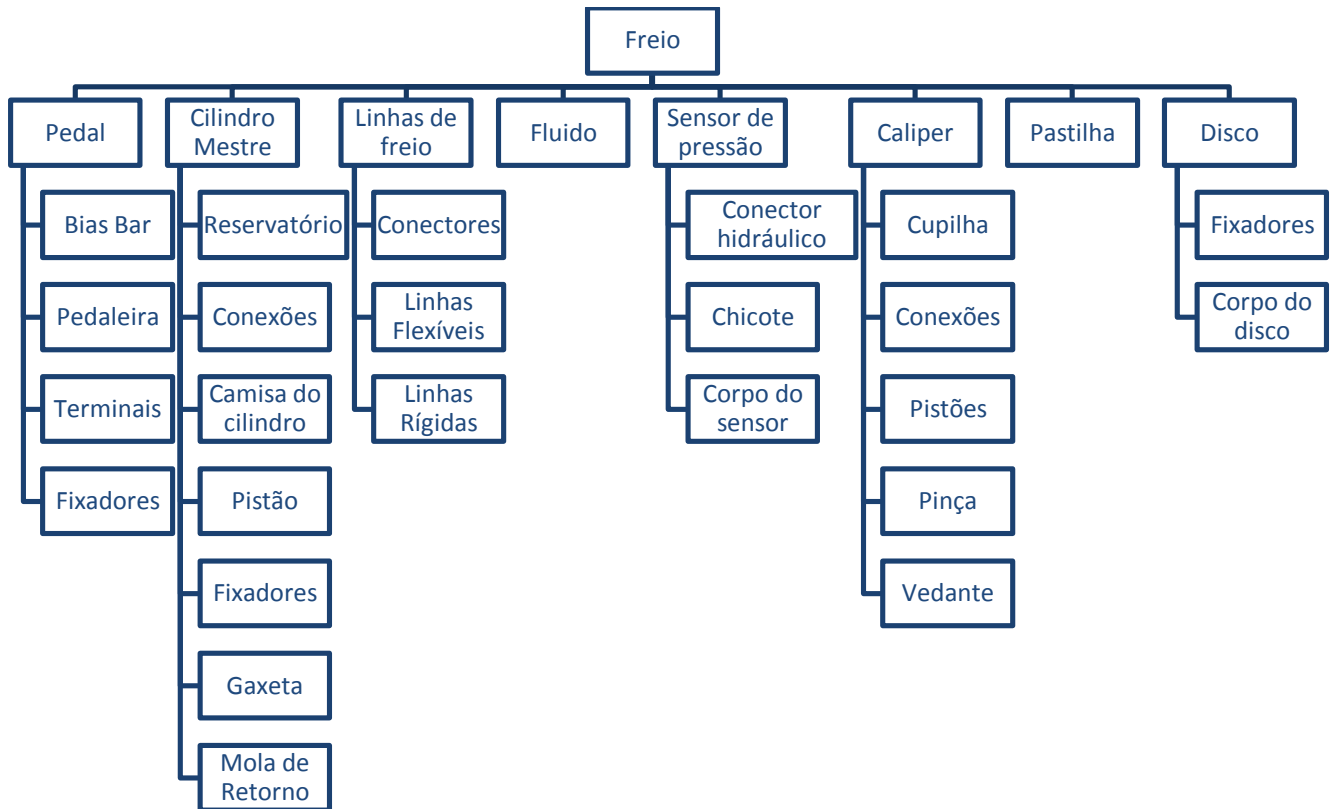 Freio
Pedal
Cilindro
Mestre
Linhas de
freio
Fluido
Sensor de
pressão
Caliper
Pastilha
Disco
Bias Bar
Pedaleira
Terminais
Fixadores
Reservatório
Conexões
Camisa do
cilindro
Pistão
Fixadores
Gaxeta
Mola de
Retorno
Conectores
Linhas
Flexíveis
Linhas
Rígidas
Conector
hidráulico
Chicote
Corpo do
sensor
Cupilha
Conexões
Pistões
Pinça
Vedante
Fixadores
Corpo do
disco